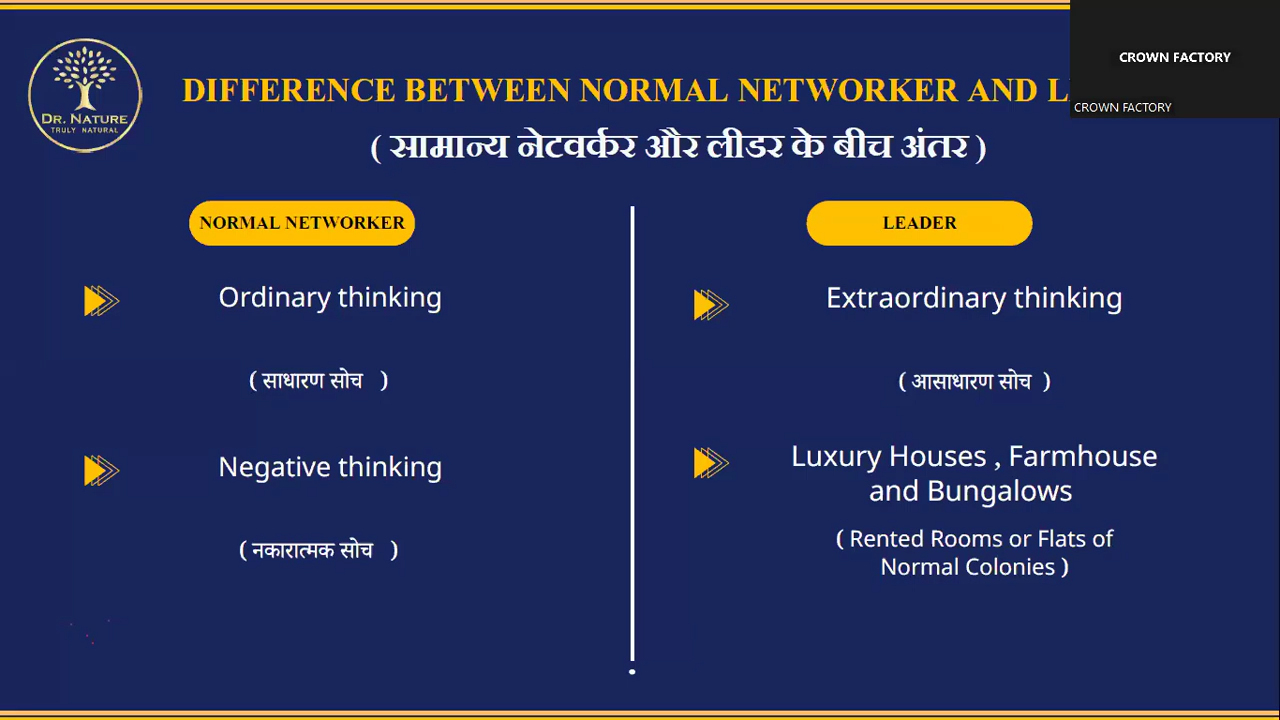 CROWN FACTORY
CROWN FACTORY
DR. NATURE
TRULY NATURAL
DIFFERENCE BETWEEN NORMAL NETWORKER AND
( सामान्य नेटवर्कर और लीडर के बीच अंतर )
NORMAL NETWORKER
Ordinary thinking
( साधारण सोच )
Negative thinking
( नकारात्मक सोच )
LEADER
Extraordinary thinking
( आसाधारण सोच )
Luxury Houses , Farmhouse
and Bungalows
( Rented Rooms or Flats of
Normal Colonies )